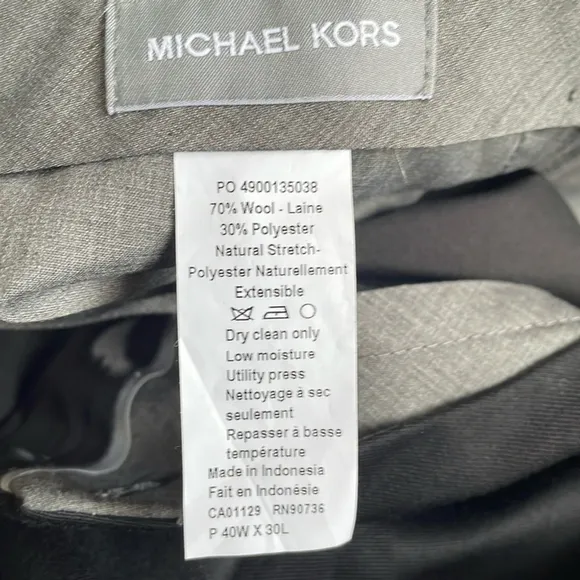 MICHAEL KORS
PO 4900135038
70% Wool - Laine
30% Polyester
Natural Stretch-
Polyester Naturellement
Extensible
Dry clean only
Low moisture
Utility press
Nettoyage à sec
seulement
Repasser à basse
température
Made in Indonesia
Fait en Indonésie
CA01129 RN90736
P 40W X 30L